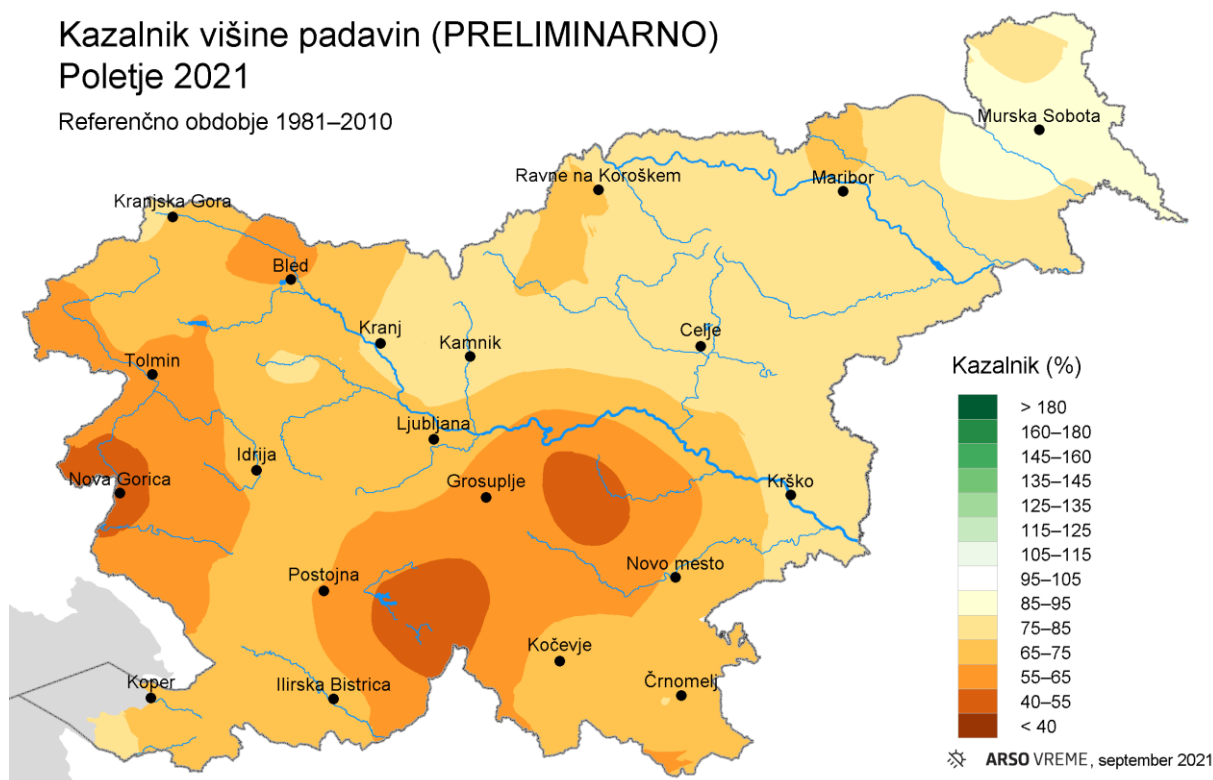 Kazalnik višine padavin (PRELIMINARNO)
Poletje 2021
Referenčno obdobje 1981–2010
Murska Sobota
Ravne na Koroškem
Maribor
Kranjska Gora
Bled
Kranj
Kamnik
Celje
Tolmin
Ljubljana
Idrija
Nova Gorica
Grosuplje
Krško
Postojna
Novo mesto
Kočevje
Koper
Ilirska Bistrica
Črnomelj
Kazalnik (%)
> 180
160–180
145–160
135–145
125–135
115–125
105–115
95–105
85–95
75–85
65–75
55–65
40–55
< 40
ARSO VREME, september 2021